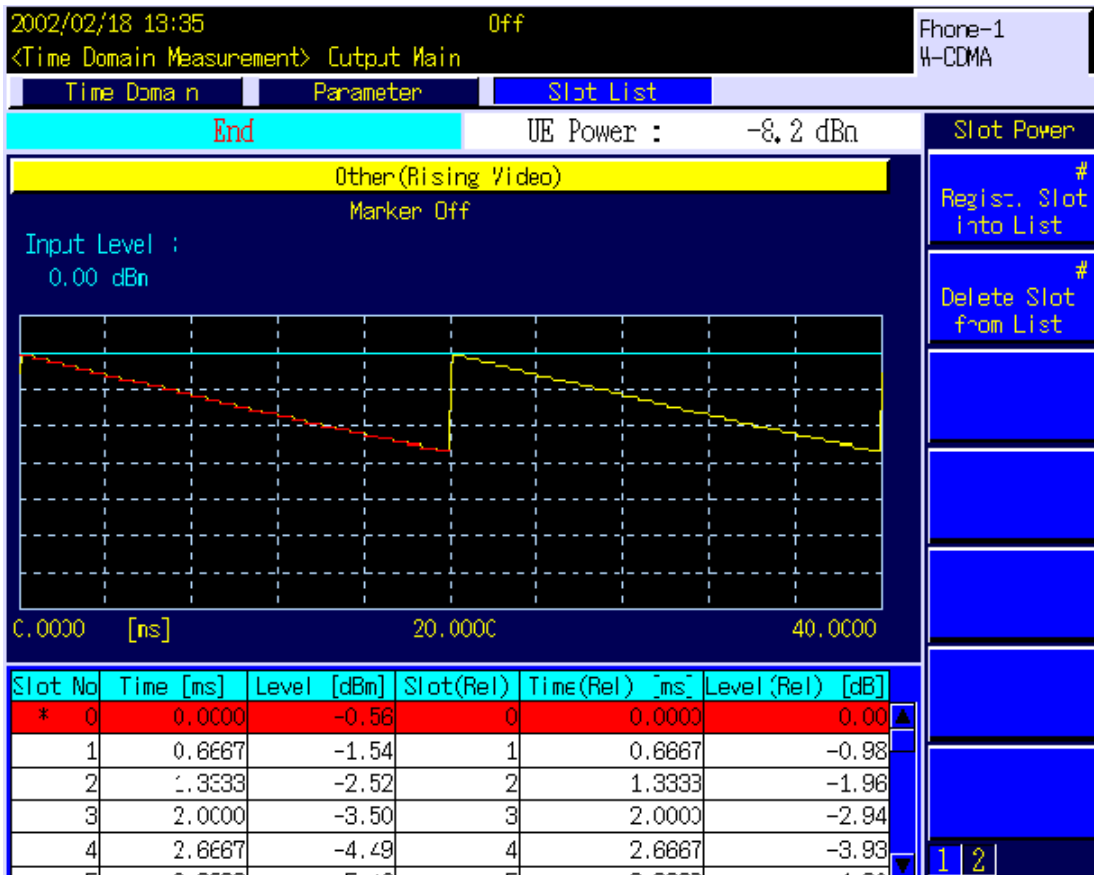 2002/02/18 13:35 Off
<Time Domain Measurement> Output Main
Phone-1
W-CDMA
Time Domain Parameter Slot List
End UE Power : -8.2 dBm
Slot Power
Other(Rising Video)
Marker Off
Input Level :
0.00 dBm
#
Regist. Slot
into List
#
Delete Slot
from List
0.0000 [ms] 20.0000 40.0000
Slot No Time [ms] Level [dBm] Slot(Rel) Time(Rel) [ms] Level(Rel) [dB]
* 0 0.0000 -0.56 0 0.0000 0.00
1 0.6667 -1.54 1 0.6667 -0.98
2 1.3333 -2.52 2 1.3333 -1.96
3 2.0000 -3.50 3 2.0000 -2.94
4 2.6667 -4.49 4 2.6667 -3.93
1 2